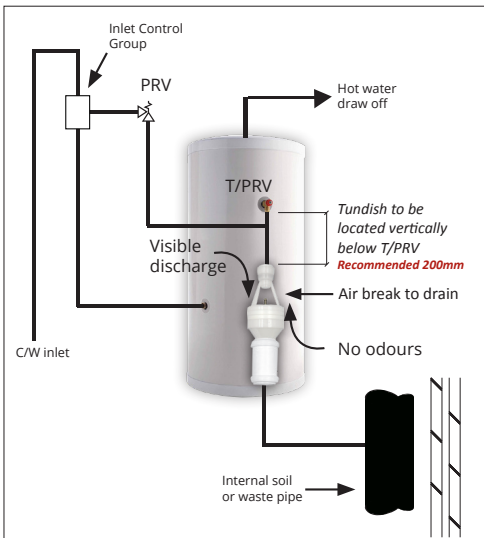 Inlet Control
Group
PRV
Hot water
draw off
T/PRV
Tundish to be
located vertically
below T/PRV
Recommended 200mm
Visible
discharge
Air break to drain
No odours
C/W inlet
Internal soil
or waste pipe